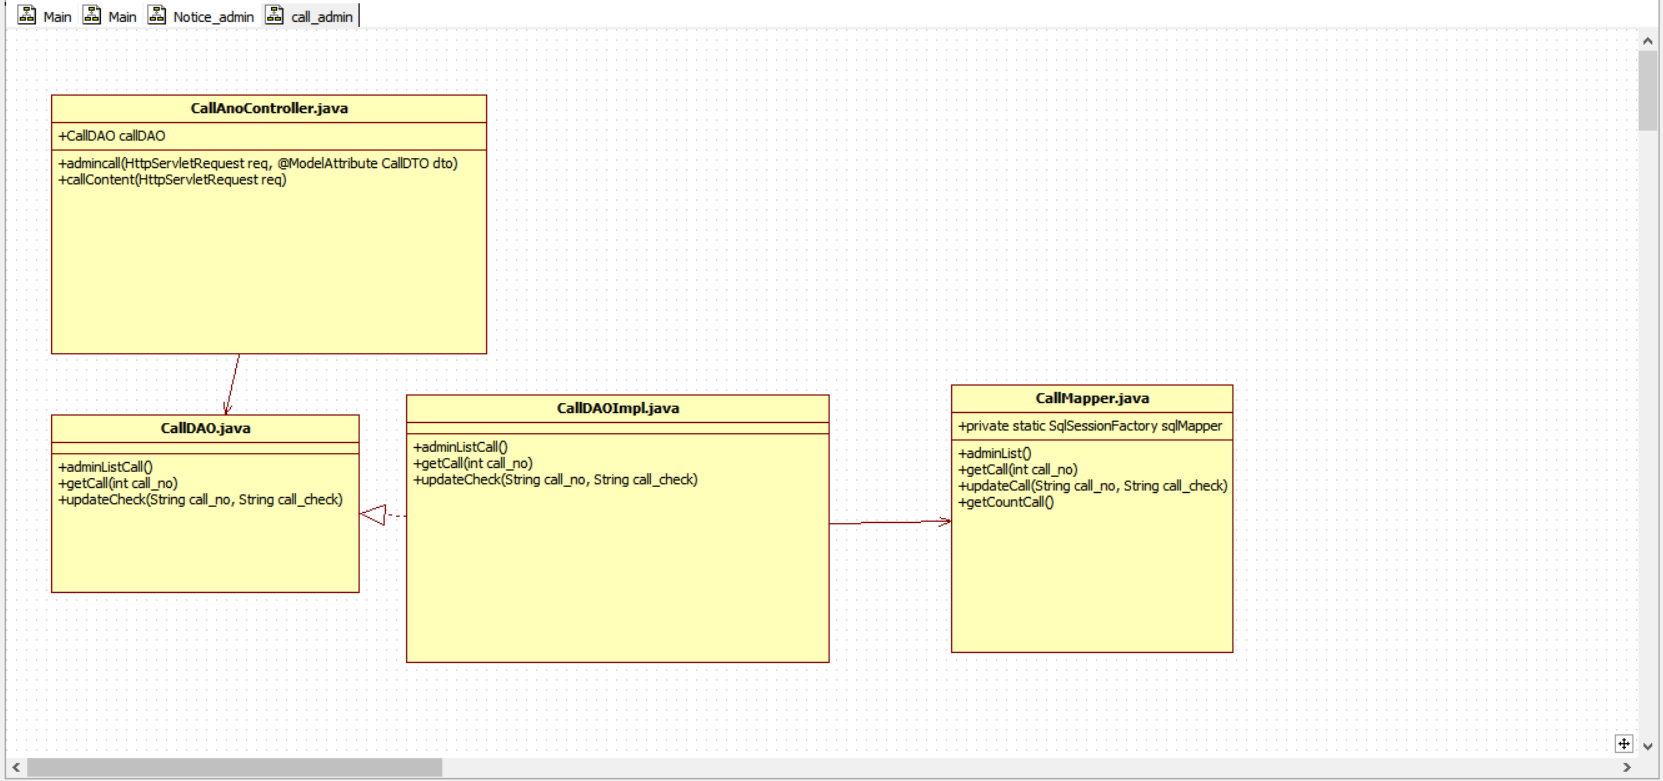 Main Main Notice_admin call_admin
CallAnoController.java
+CallDAO callDAO
+admincall(HttpServletRequest req, @ModelAttribute CallDTO dto)
+callContent(HttpServletRequest req)
CallDAO.java
+adminListCall()
+getCall(int call_no)
+updateCheck(String call_no, String call_check)
CallDAOImpl.java
+adminListCall()
+getCall(int call_no)
+updateCheck(String call_no, String call_check)
CallMapper.java
+private static SqlSessionFactory sqlMapper
+adminList()
+getCall(int call_no)
+updateCall(String call_no, String call_check)
+getCountCall()